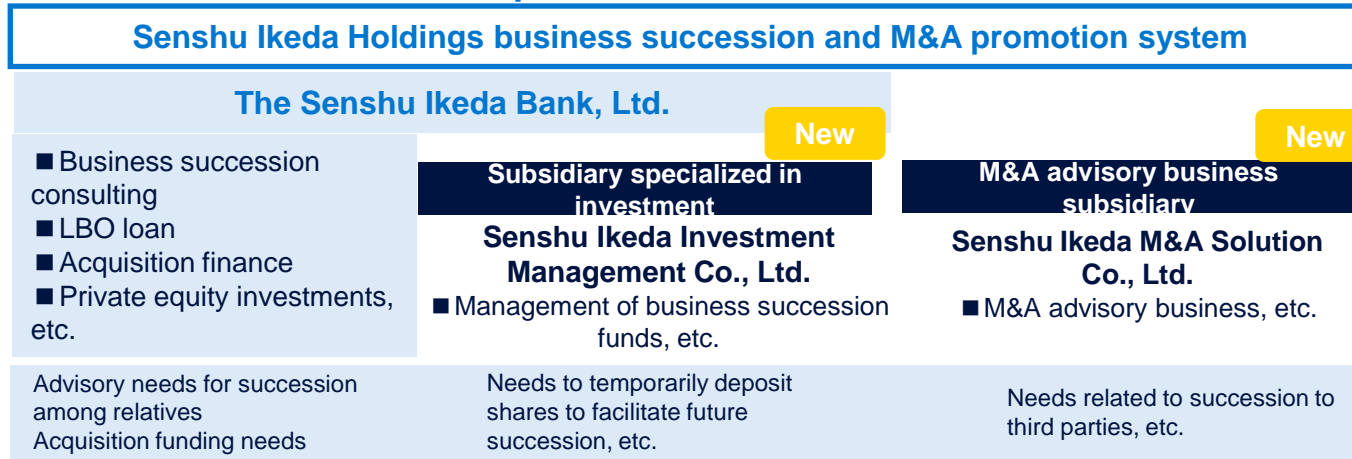 Senshu Ikeda Holdings business succession and M&A promotion system
The Senshu Ikeda Bank, Ltd.
New
New
■ Business succession
consulting
■ LBO loan
■ Acquisition finance
■ Private equity investments,
etc.
Subsidiary specialized in
investment
Senshu Ikeda Investment
Management Co., Ltd.
■ Management of business succession
funds, etc.
M&A advisory business
subsidiary
Senshu Ikeda M&A Solution
Co., Ltd.
■ M&A advisory business, etc.
Advisory needs for succession
among relatives
Acquisition funding needs
Needs to temporarily deposit
shares to facilitate future
succession, etc.
Needs related to succession to
third parties, etc.